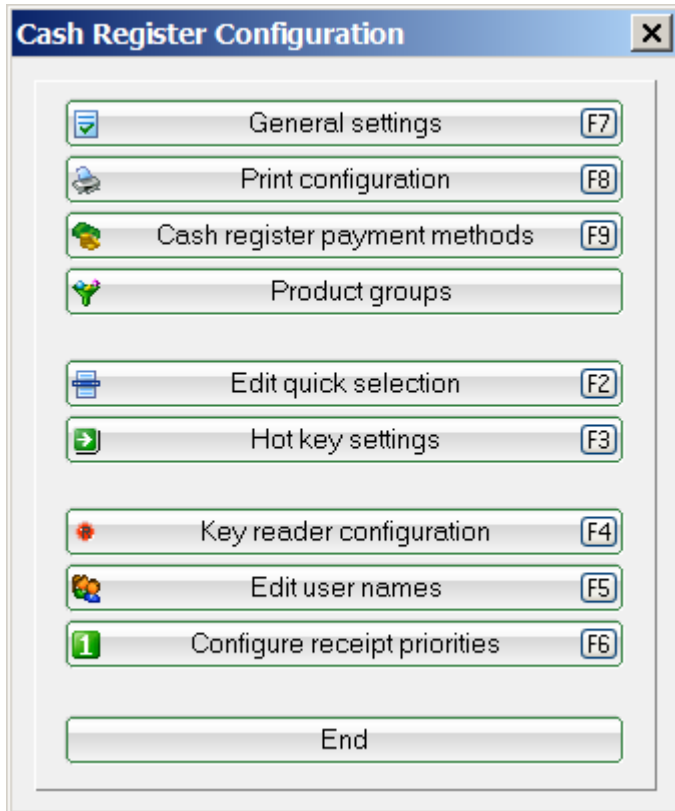 Cash Register Configuration
General settings F7
Print configuration F8
Cash register payment methods F9
Product groups
Edit quick selection F2
Hot key settings F3
Key reader configuration F4
Edit user names F5
1 Configure receipt priorities F6
End